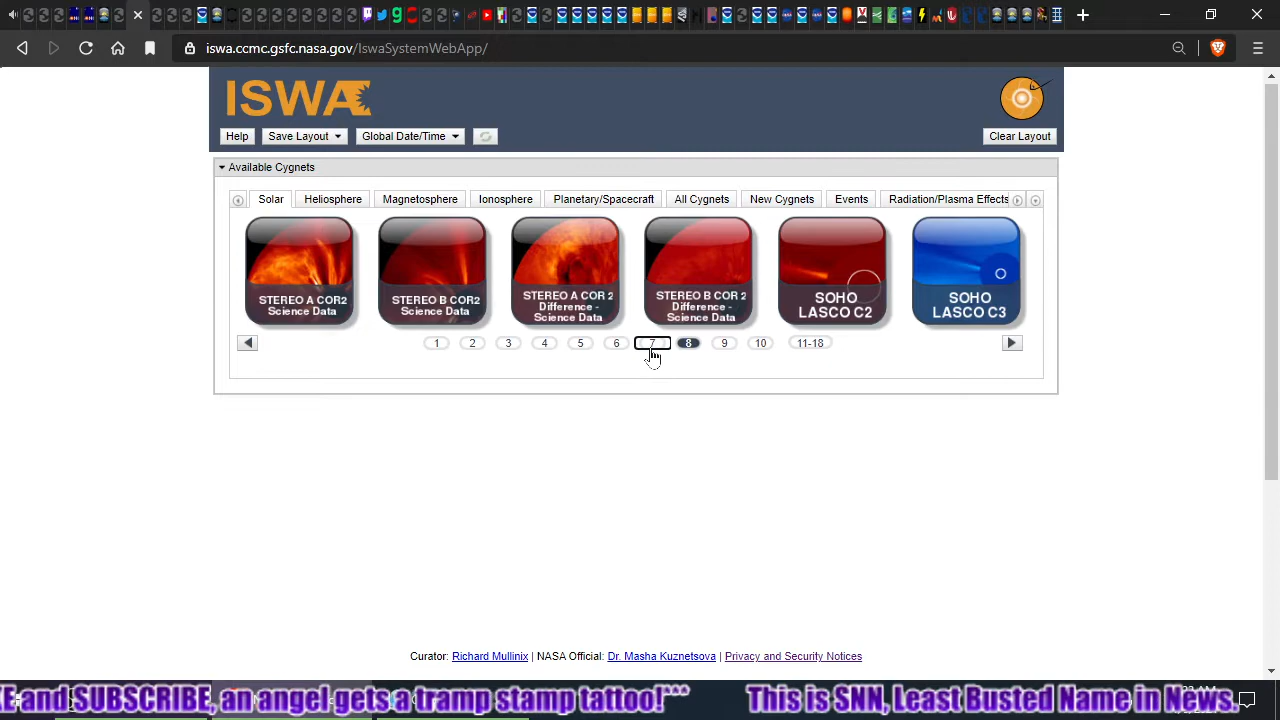 iswa.ccmc.gsfc.nasa.gov/IswaSystemWebApp/
ISWA
Help
Save Layout
Global Date/Time
Clear Layout
Available Cygnets
Solar
Heliosphere
Magnetosphere
Ionosphere
Planetary/Spacecraft
All Cygnets
New Cygnets
Events
Radiation/Plasma Effects
STEREO A COR2
Science Data
STEREO B COR2
Science Data
STEREO A COR 2
Difference -
Science Data
STEREO B COR 2
Difference -
Science Data
SOHO
LASCO C2
SOHO
LASCO C3
1 2 3 4 5 6 7 8 9 10 11-18
Curator: Richard Mullinix | NASA Official: Dr. Masha Kuznetsova | Privacy and Security Notices
E and SUBSCRIBE, an angel gets a tramp stamp tattoo!*** This is SNN, Least Busted Name in News.